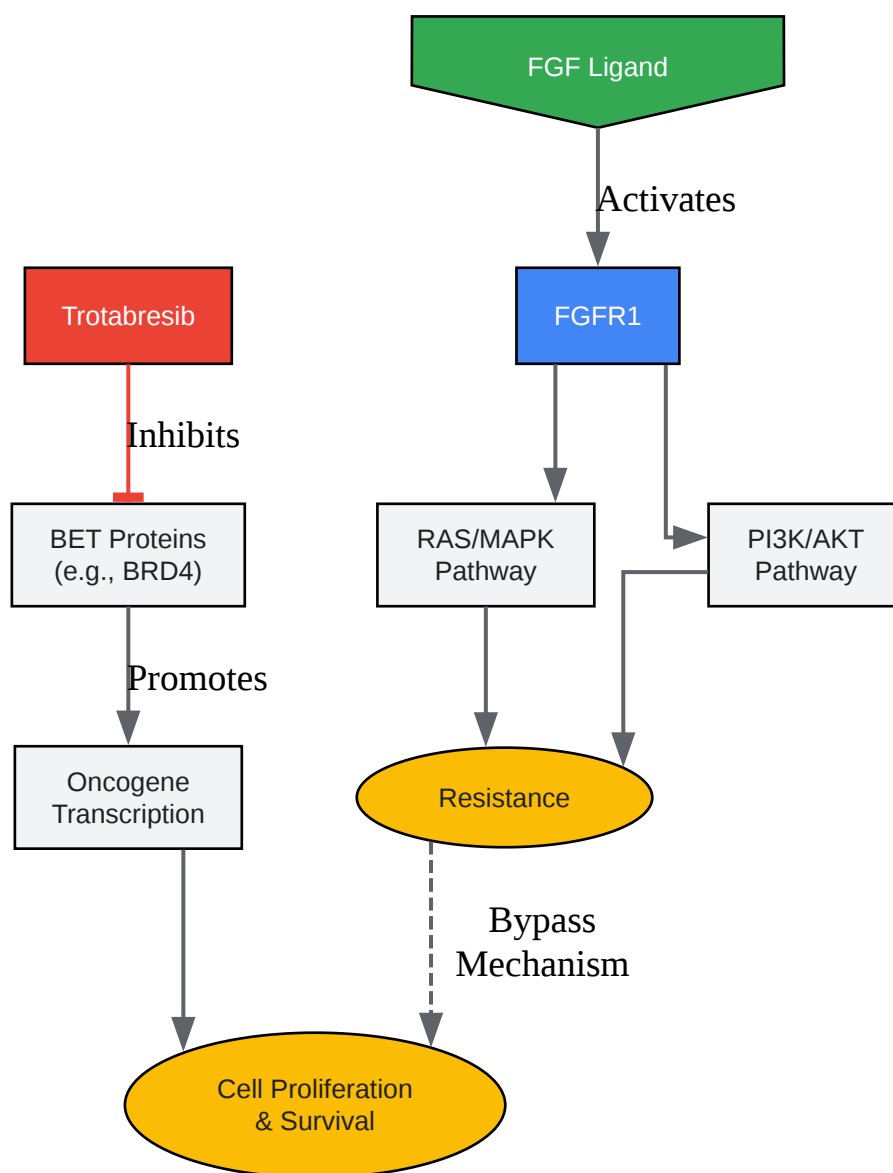 FGF Ligand
Activates
Trotabresib
FGFR1
Inhibits
BET Proteins
(e.g., BRD4)
RAS/MAPK
Pathway
PI3K/AKT
Pathway
Promotes
Oncogene
Transcription
Resistance
Bypass
Mechanism
Cell Proliferation
& Survival